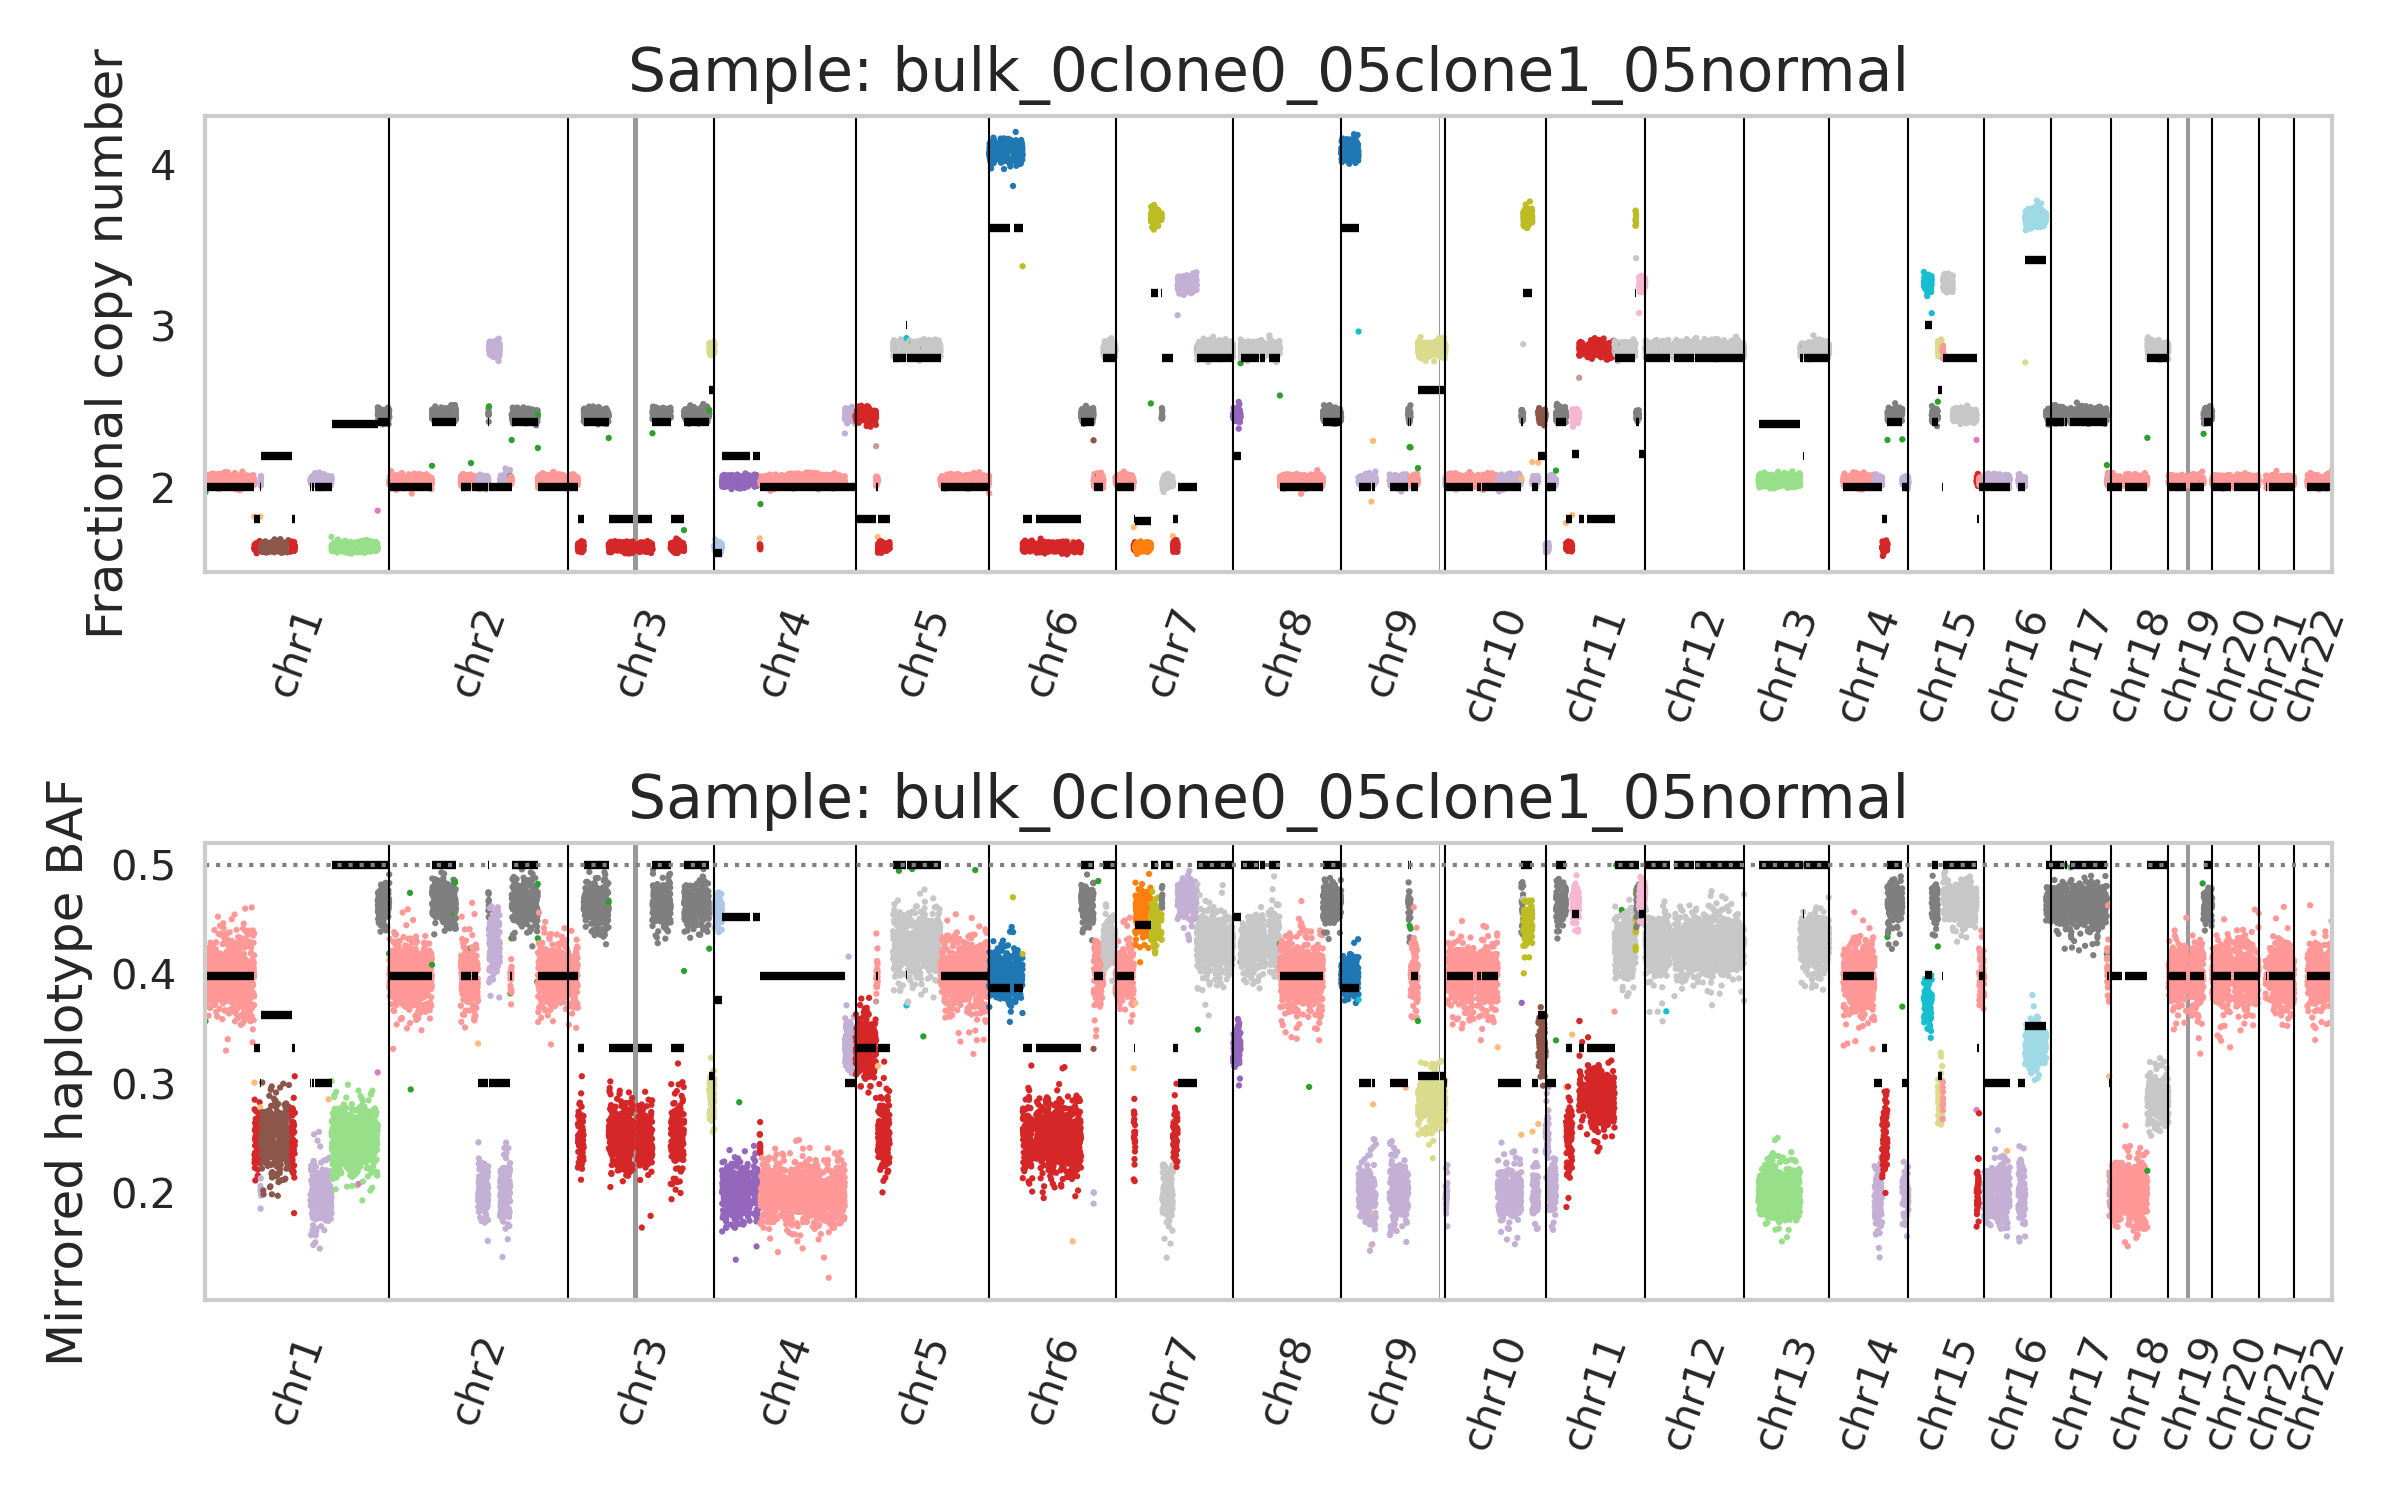 Sample: bulk_0clone0_05clone1_05normal
Fractional copy number
4
3
2
chr1
chr2
chr3
chr4
chr5
chr6
chr7
chr8
chr9
chr10
chr11
chr12
chr13
chr14
chr15
chr16
chr17
chr18
chr19
chr20
chr21
chr22
Sample: bulk_0clone0_05clone1_05normal
Mirrored haplotype BAF
0.5
0.4
0.3
0.2
chr1
chr2
chr3
chr4
chr5
chr6
chr7
chr8
chr9
chr10
chr11
chr12
chr13
chr14
chr15
chr16
chr17
chr18
chr19
chr20
chr21
chr22